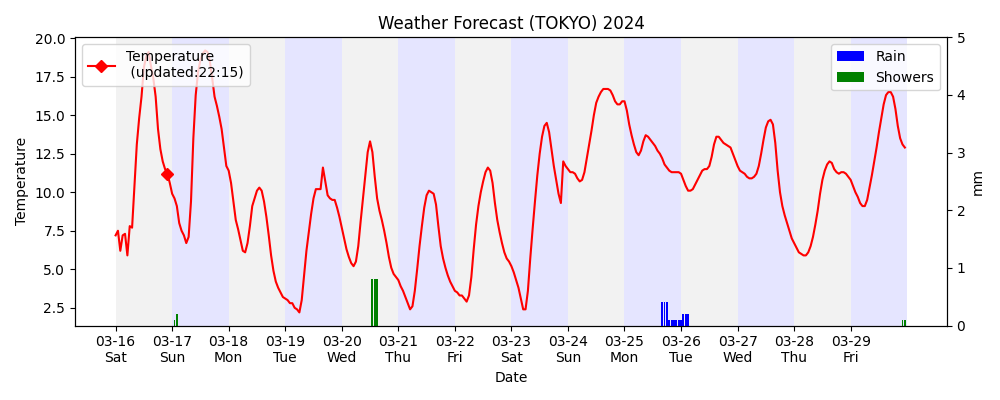 Weather Forecast (TOKYO) 2024
Temperature
(updated:22:15)
Rain
Showers
Temperature
20.0
17.5
15.0
12.5
10.0
7.5
5.0
2.5
5
4
3
2
1
0
mm
03-16 03-17 03-18 03-19 03-20 03-21 03-22 03-23 03-24 03-25 03-26 03-27 03-28 03-29
Sat Sun Mon Tue Wed Thu Fri Sat Sun Mon Tue Wed Thu Fri
Date